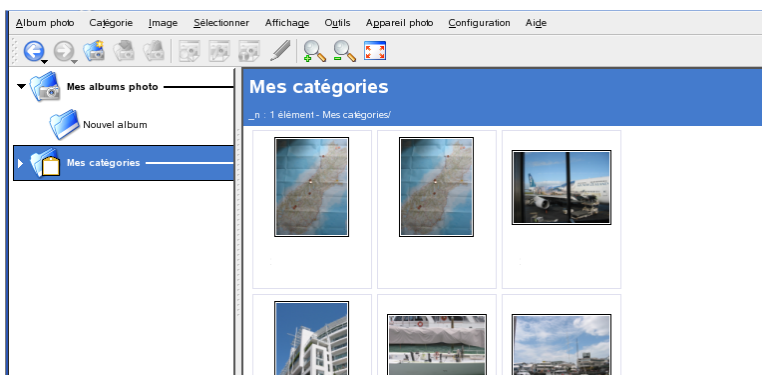 Album photo Catégorie Image Sélectionner Affichage Outils Appareil photo Configuration Aide
Mes albums photo
Nouvel album
Mes catégories
Mes catégories
_n : 1 élément - Mes catégories/